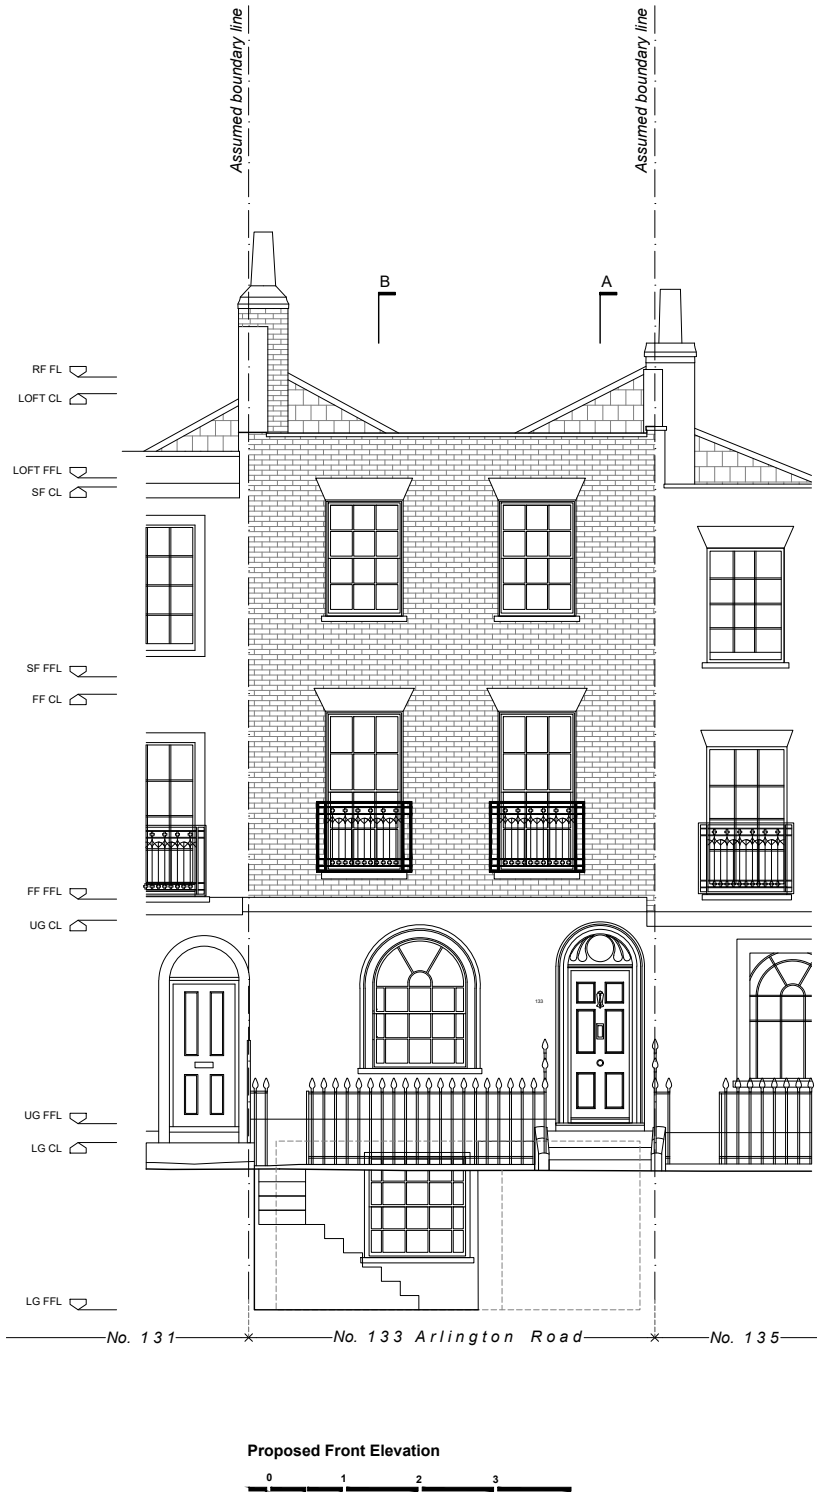 Assumed boundary line
Assumed boundary line
B
A
RF FL
LOFT CL
LOFT FFL
SF CL
SF FFL
FF CL
FF FFL
UG CL
133
UG FFL
LG CL
LG FFL
No. 131
No. 133 Arlington Road
No. 135
Proposed Front Elevation
0 1 2 3